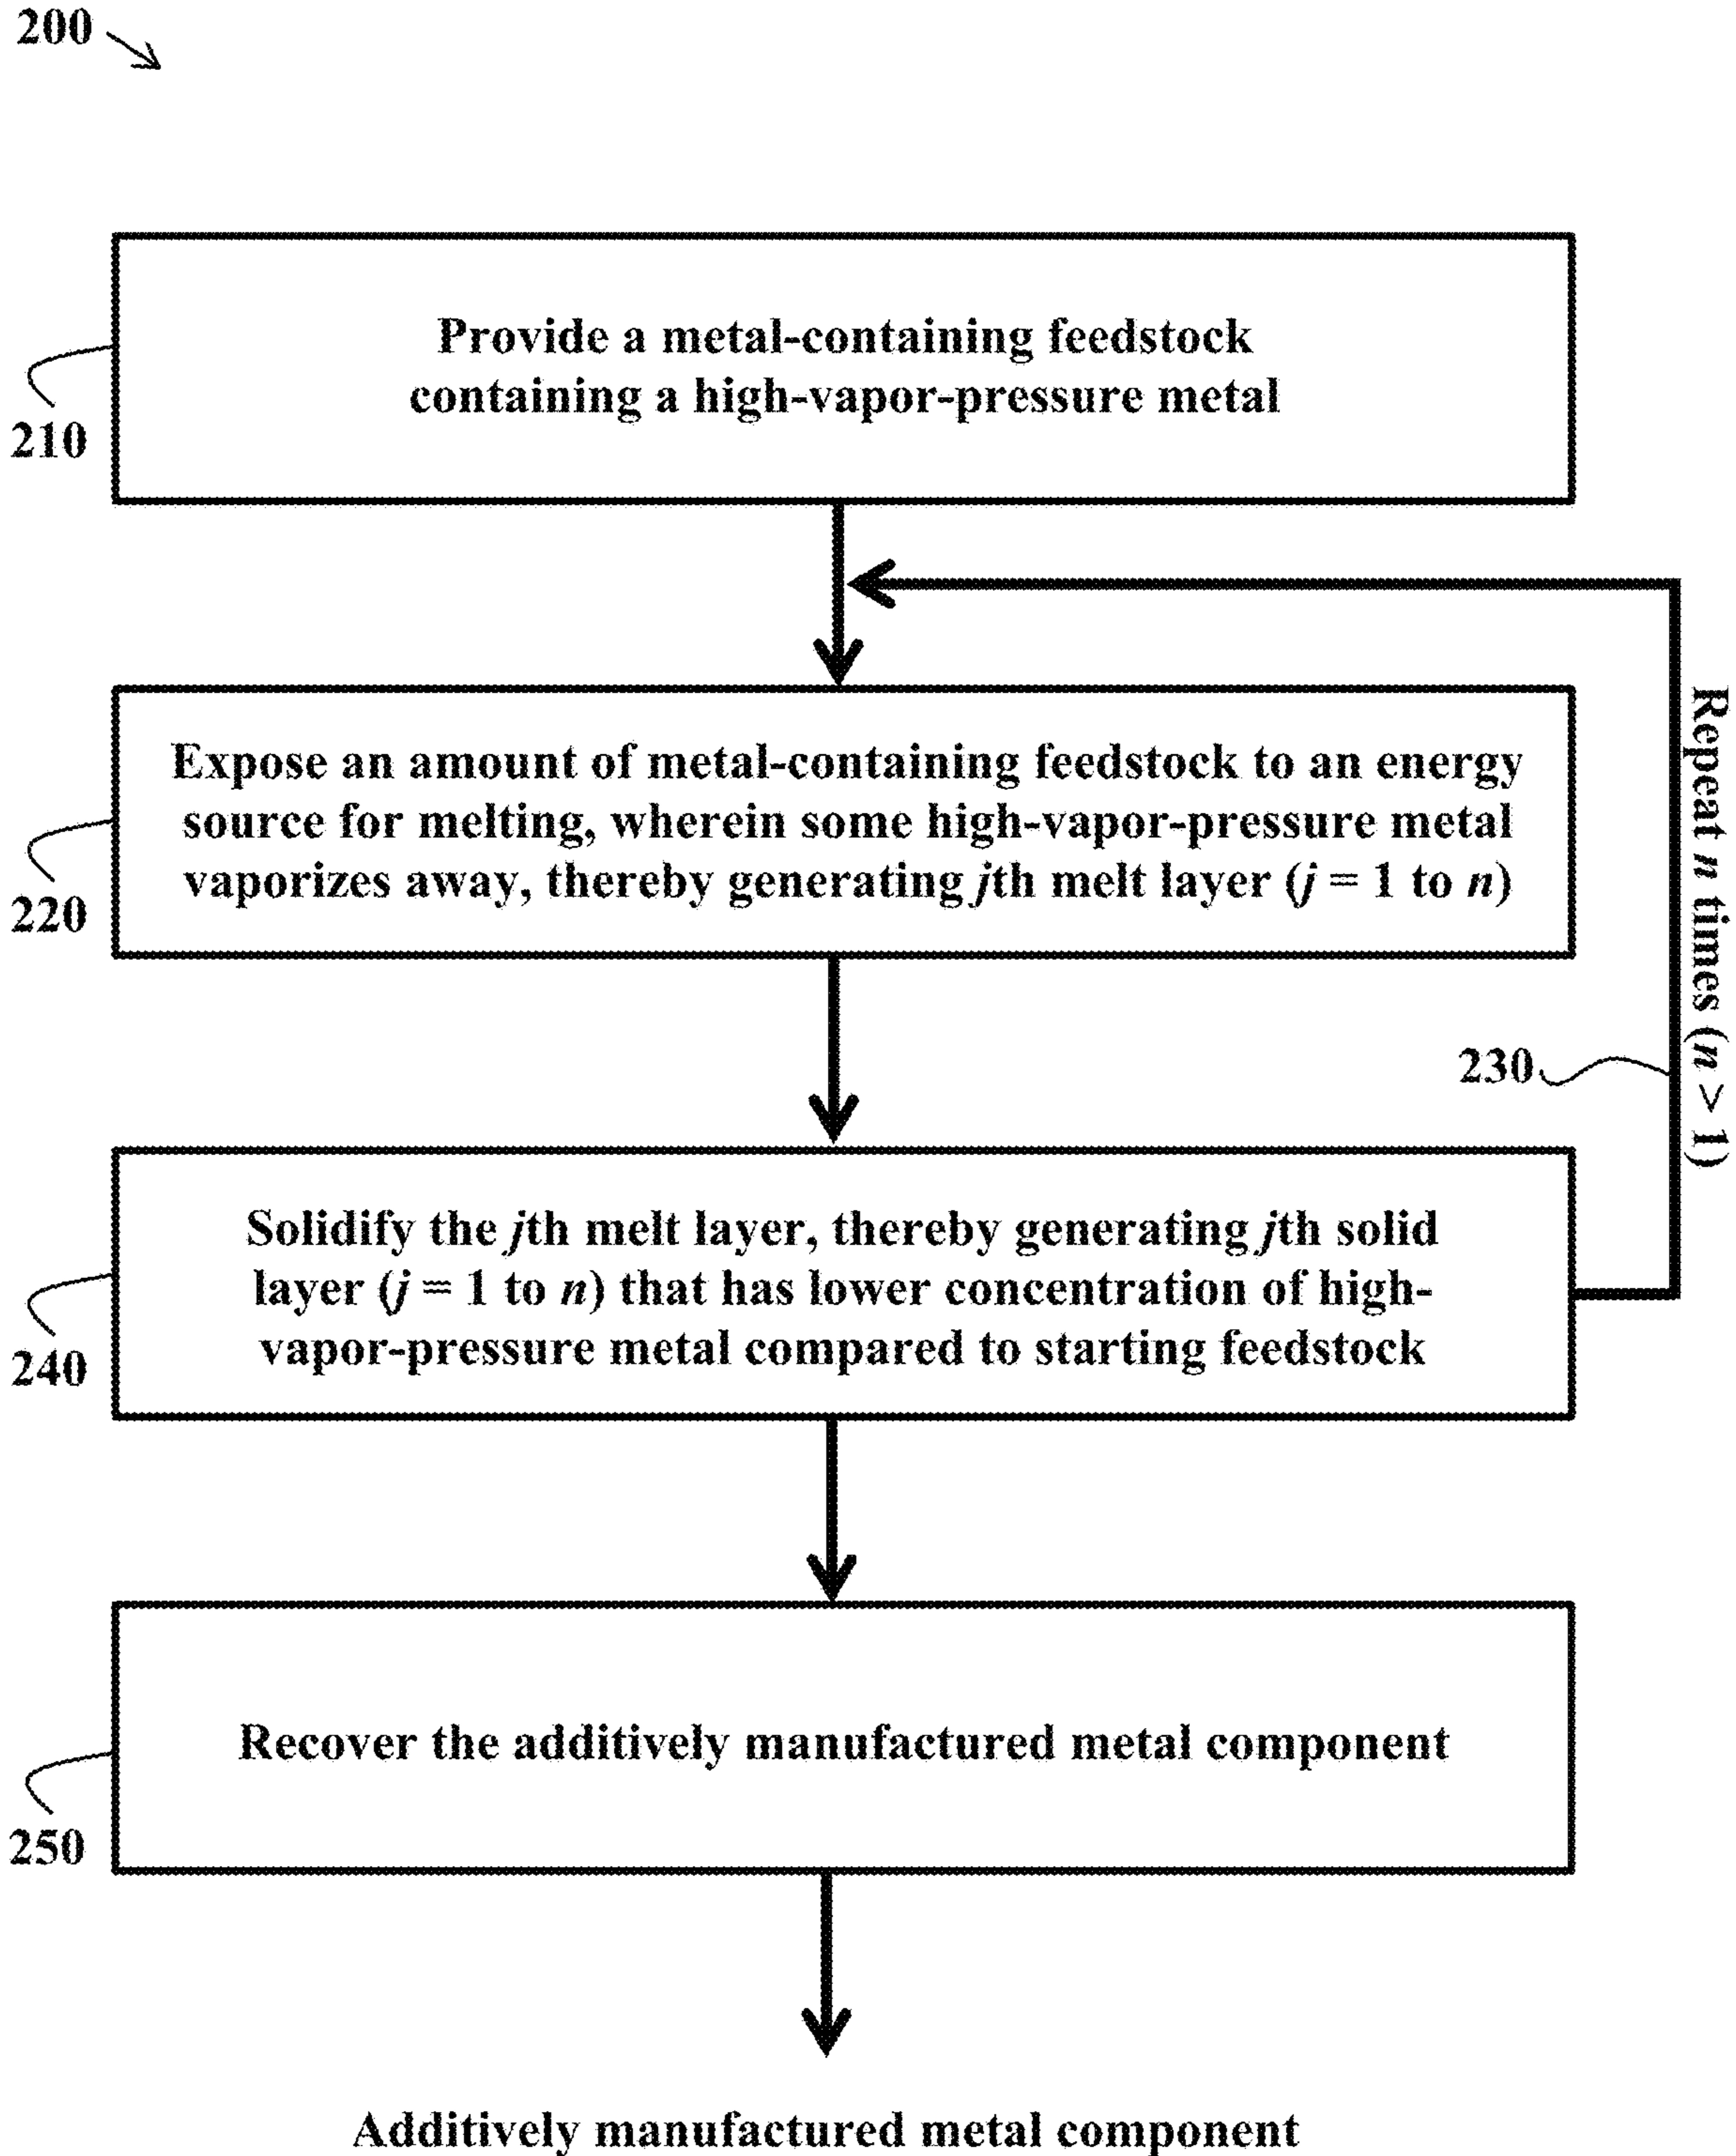 200
Provide a metal-containing feedstock
containing a high-vapor-pressure metal
210
Expose an amount of metal-containing feedstock to an energy
source for melting, wherein some high-vapor-pressure metal
vaporizes away, thereby generating jth melt layer (j = 1 to n)
220
Repeat n times (n > 1)
230
Solidify the jth melt layer, thereby generating jth solid
layer (j = 1 to n) that has lower concentration of high-
vapor-pressure metal compared to starting feedstock
240
Recover the additively manufactured metal component
250
Additively manufactured metal component